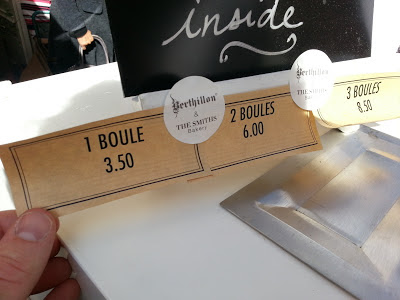 inside
1 BOULE
3.50
Berthillon
&
THE SMITHS
Bakery
2 BOULES
6.00
Berthillon
&
THE SMITHS
Bakery
3 BOULES
8.50